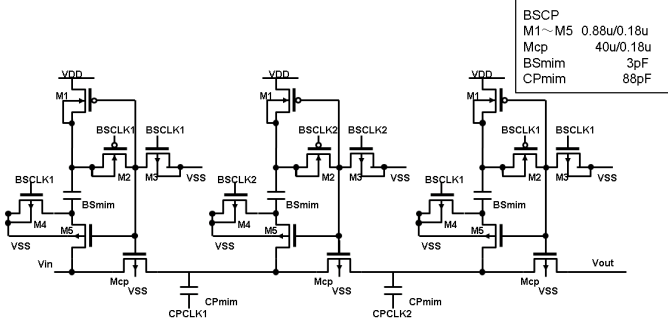 BSCP
M1～M5 0.88u/0.18u
Mcp 40u/0.18u
BSmim 3pF
CPmim 88pF
VDD VDD VDD
M1 M1 M1
BSCLK1 BSCLK1 BSCLK2 BSCLK2 BSCLK1 BSCLK1
M2 M3 VSS M2 M3 VSS M2 M3 VSS
BSCLK1 BSCLK2 BSCLK1
BSmim BSmim BSmim
M4 M5 M4 M5 M4 M5
VSS VSS VSS
Vin Vout
Mcp Mcp Mcp
VSS VSS VSS
CPmim CPmim
CPCLK1 CPCLK2